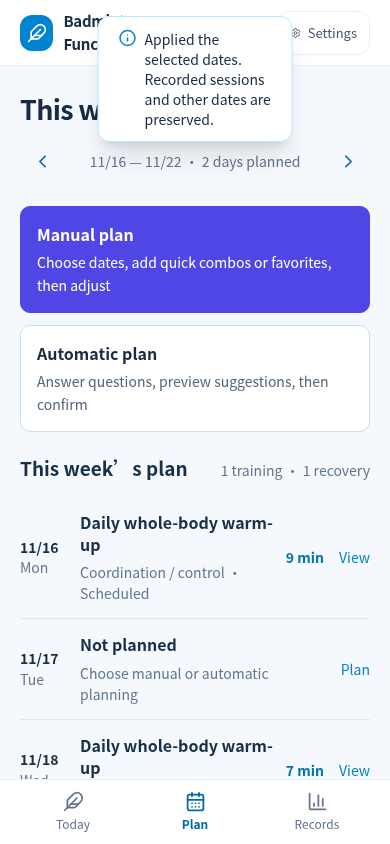 Applied the
selected dates.
Recorded sessions
and other dates are
preserved.
Settings
This
11/16 — 11/22 • 2 days planned
Manual plan
Choose dates, add quick combos or favorites,
then adjust
Automatic plan
Answer questions, preview suggestions, then
confirm
This week’s plan
1 training • 1 recovery
11/16
Mon
Daily whole-body warm-
up
Coordination / control •
Scheduled
9 min
View
11/17
Tue
Not planned
Choose manual or automatic
planning
Plan
11/18
Wed
Daily whole-body warm-
up
7 min
View
Today
Plan
Records